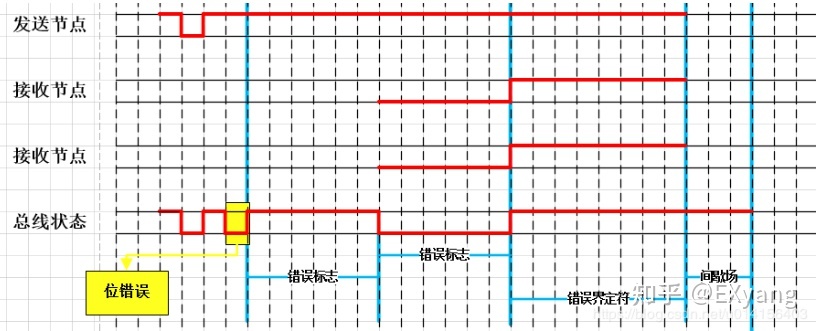 发送节点
接收节点
接收节点
总线状态
错误标志
错误标志
间歇场
位错误
错误界定符
知乎 @EXyang